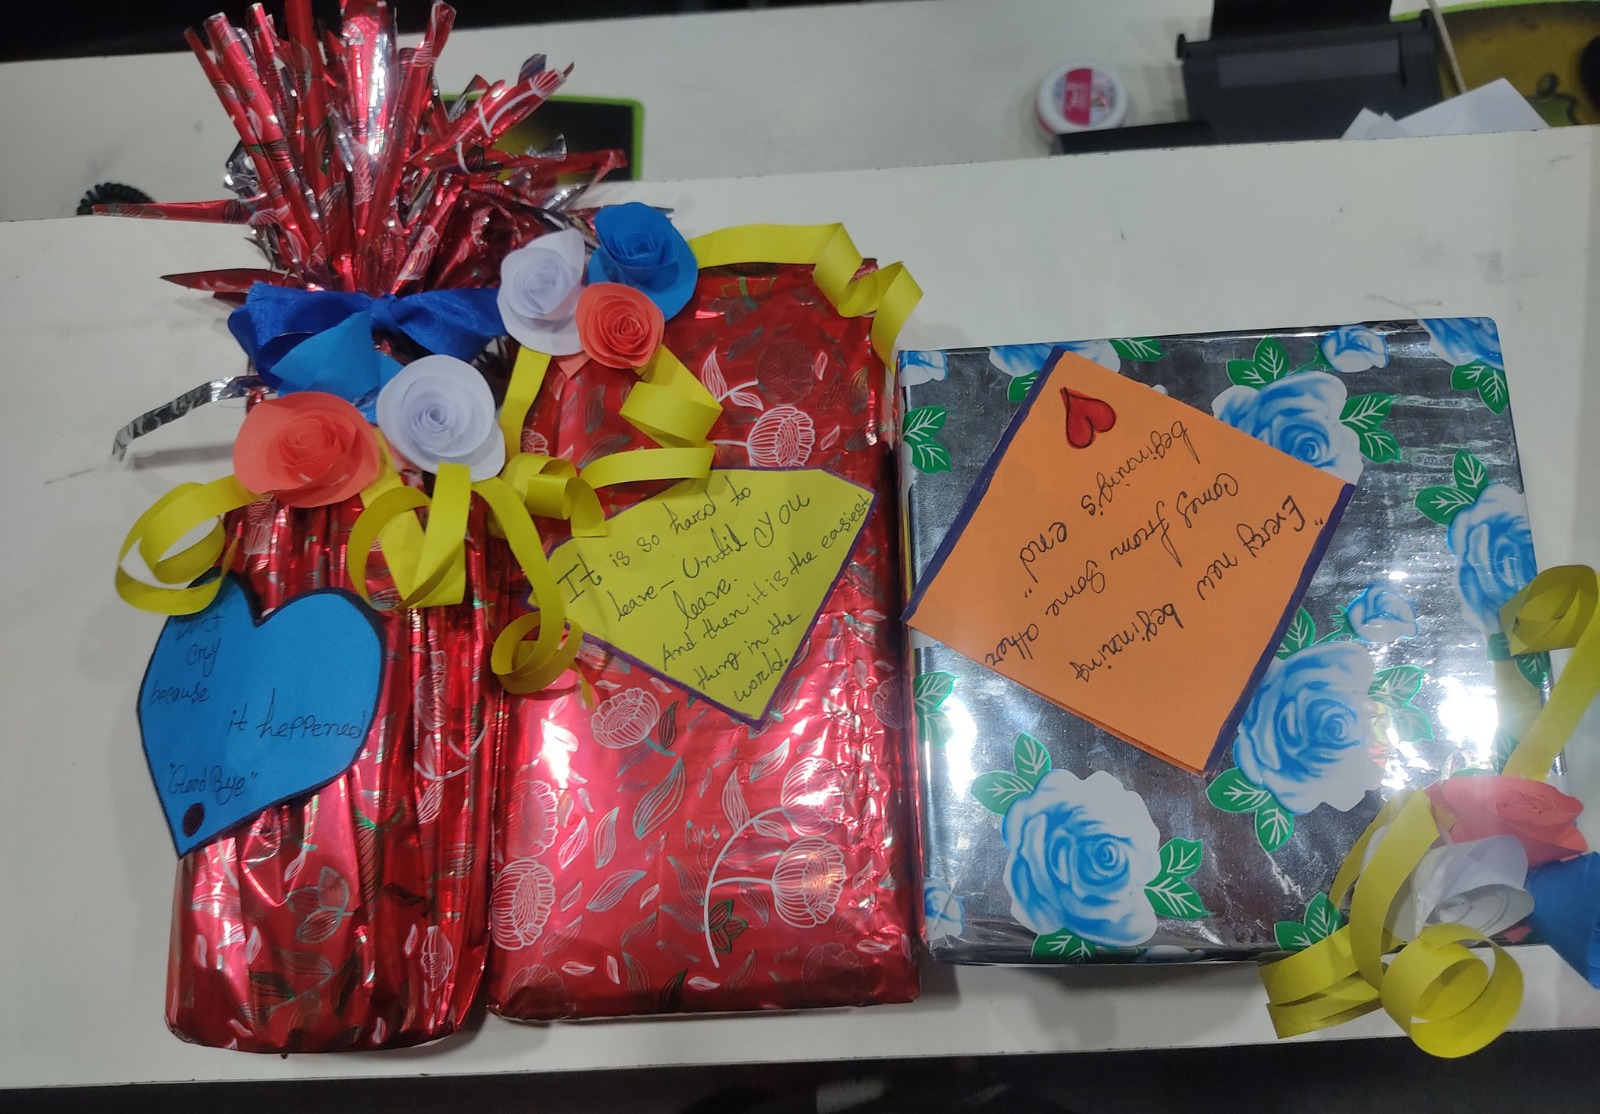 Don't
cry
because
it heppened
"Good Bye"
It is so hard to
leave- Until you
leave.
And then it is the easiest
thing in the
world.
"Every new beginning
Comes from Some other
beginning's end"